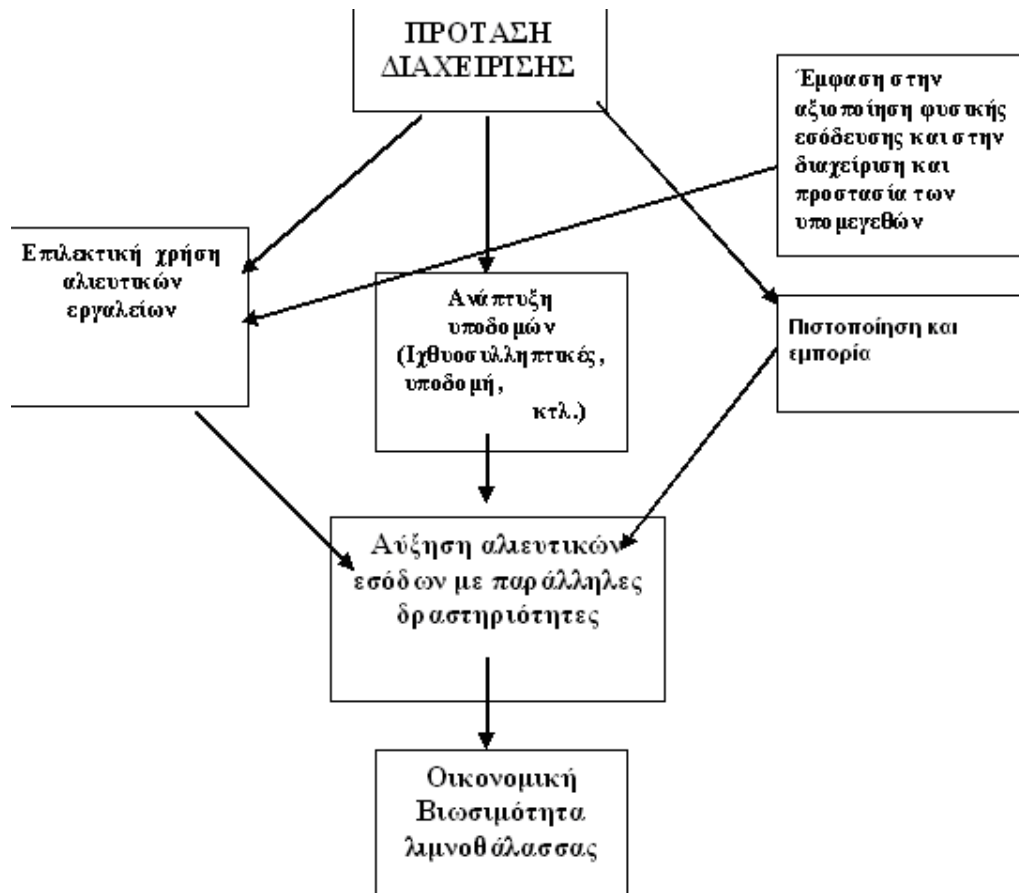 ΠΡΟΤΑΣΗ
ΔΙΑΧΕΙΡΙΣΗΣ
Έμφαση στην
αξιοποίηση φυσικής
εσόδευσης και στην
διαχείριση και
προστασία των
υπομεγεθών
Επιλεκτική χρήση
αλιευτικών
εργαλείων
Ανάπτυξη
υποδομών
(Ιχθυοσυλληπτικές,
υποδομή,
κτλ.)
Πιστοποίηση και
εμπορία
Αύξηση αλιευτικών
εσόδων με παράλληλες
δραστηριότητες
Οικονομική
Βιωσιμότητα
λιμνοθάλασσας